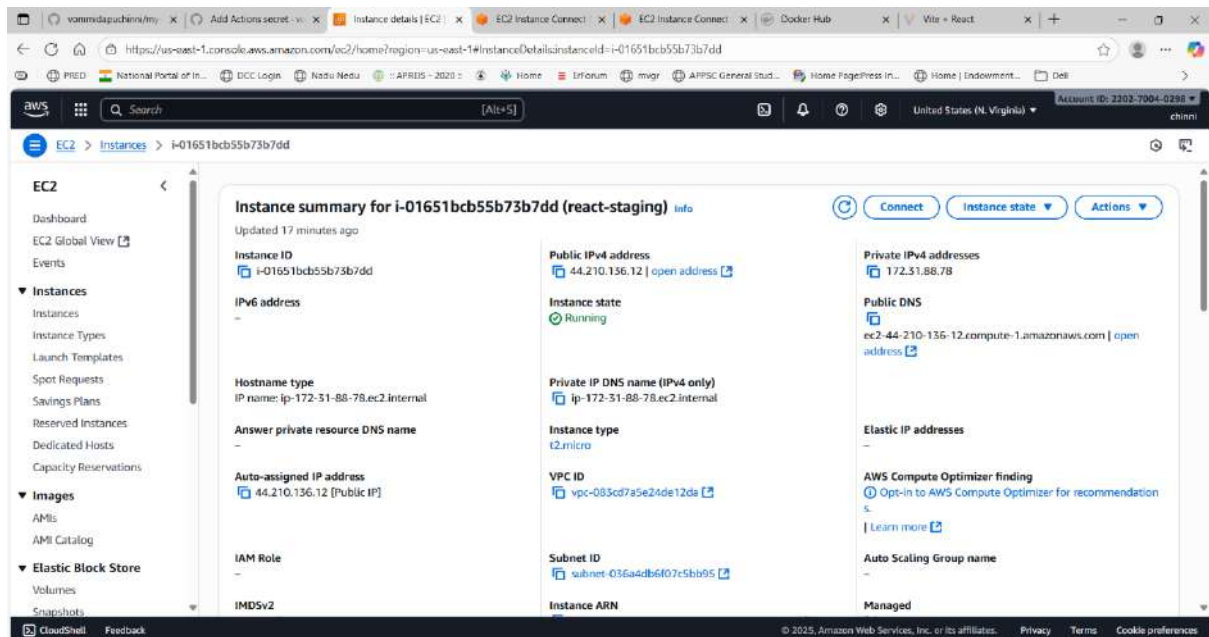 vommidapuchinni/my-
Add Actions secret · v
Instance details | EC2 |
EC2 Instance Connect
EC2 Instance Connect
Docker Hub
Vite + React
https://us-east-1.console.aws.amazon.com/ec2/home?region=us-east-1#InstanceDetails:instanceId=i-01651bcb55b73b7dd
PRED
National Portal of In...
DCC Login
Nadu Nedu
:: APRDS - 2020 ::
Home
mvgr
APPSC General Stud...
Home Page:Press In...
Home | Endowment...
Dell
aws
Search
[Alt+S]
United States (N. Virginia)
Account ID: 2202-7004-0298
chinni
EC2 > Instances > i-01651bcb55b73b7dd
EC2
Dashboard
EC2 Global View
Events
Instances
Instances
Instance Types
Launch Templates
Spot Requests
Savings Plans
Reserved Instances
Dedicated Hosts
Capacity Reservations
Images
AMIs
AMI Catalog
Elastic Block Store
Volumes
Snapshots
Instance summary for i-01651bcb55b73b7dd (react-staging) Info
Updated 17 minutes ago
Connect
Instance state
Actions
Instance ID
i-01651bcb55b73b7dd
Public IPv4 address
44.210.136.12 | open address
Private IPv4 addresses
172.31.88.78
IPv6 address
–
Instance state
Running
Public DNS
ec2-44-210-136-12.compute-1.amazonaws.com | open
address
Hostname type
IP name: ip-172-31-88-78.ec2.internal
Private IP DNS name (IPv4 only)
ip-172-31-88-78.ec2.internal
Answer private resource DNS name
–
Instance type
t2.micro
Elastic IP addresses
–
Auto-assigned IP address
44.210.136.12 [Public IP]
VPC ID
vpc-083cd7a5e24de12da
AWS Compute Optimizer finding
Opt-in to AWS Compute Optimizer for recommendation
s.
| Learn more
IAM Role
–
Subnet ID
subnet-036a4db6f07c5bb95
Auto Scaling Group name
–
IMDSv2
Instance ARN
Managed
CloudShell
Feedback
© 2025, Amazon Web Services, Inc. or its affiliates.
Privacy
Terms
Cookie preferences